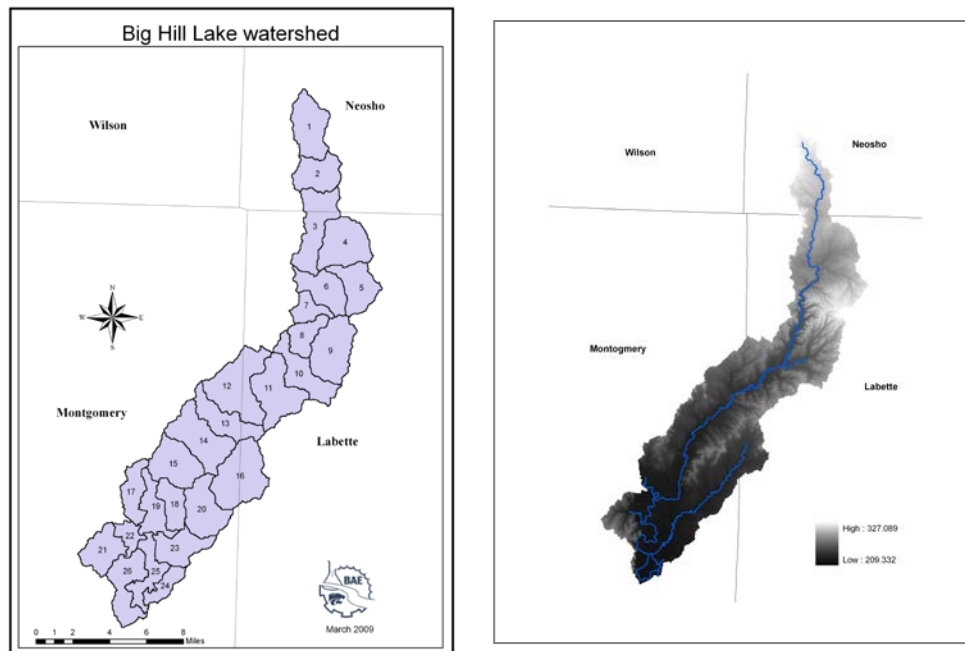 Big Hill Lake watershed
Wilson
Neosho
1
2
3
4
6
5
7
8
9
10
11
12
13
14
15
16
17
19
18
20
22
21
23
26
25
24
Montgomery
Labette
N
W
E
S
BAE
March 2009
0 1 2 4 6 8
Miles
Wilson
Neosho
Montogmery
Labette
High : 327.089
Low : 209.332